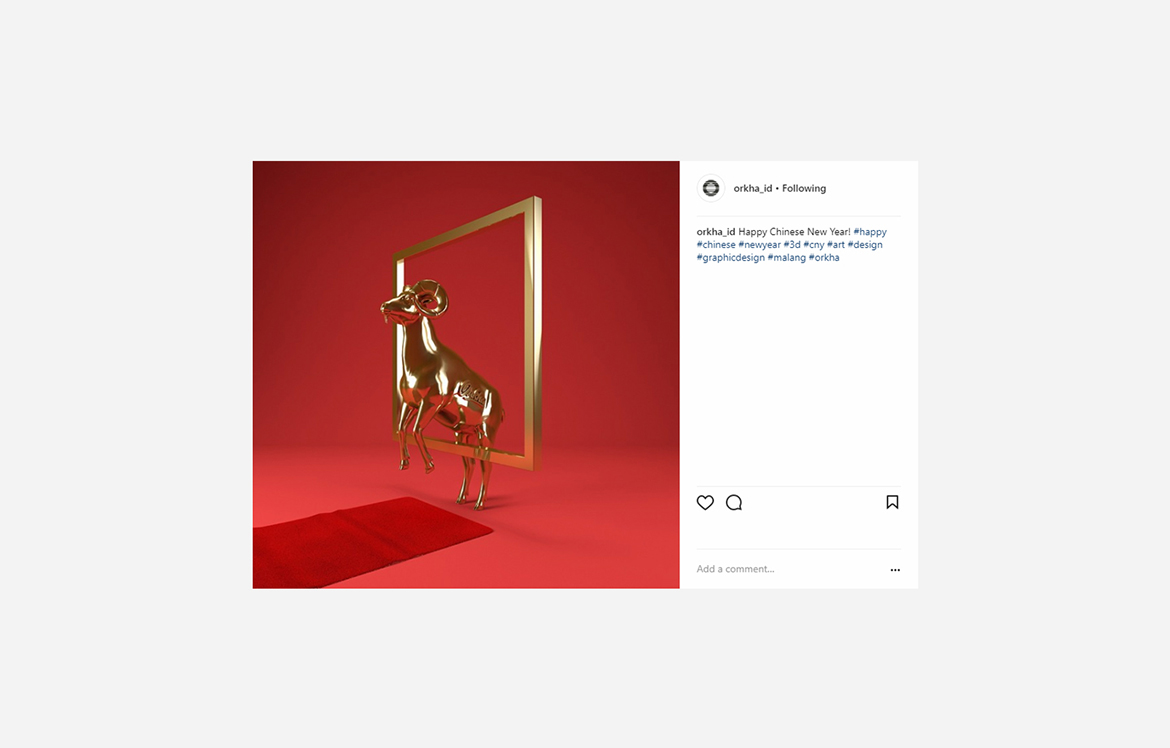 orkha_id • Following
orkha_id Happy Chinese New Year! #happy
#chinese #newyear #3d #cny #art #design
#graphicdesign #malang #orkha
Add a comment...